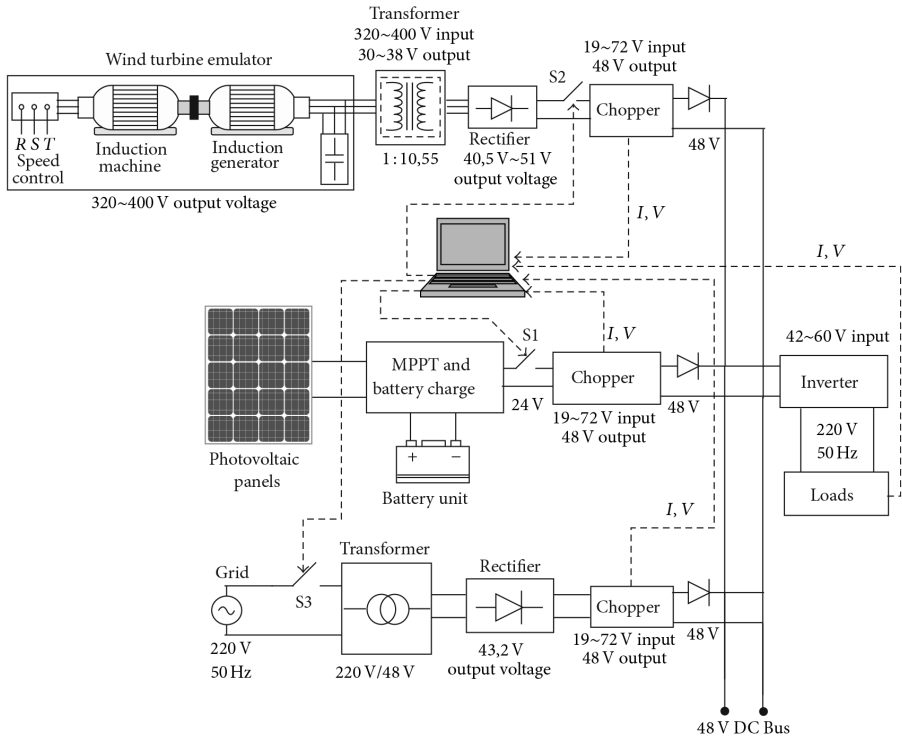 Transformer
320~400 V input
30~38 V output
19~72 V input
48 V output
Wind turbine emulator
S2
Chopper
R S T
Speed
control
Induction
machine
Induction
generator
1 : 10,55
Rectifier
40,5 V~51 V
output voltage
48 V
320~400 V output voltage
I, V
I, V
S1
I, V
42~60 V input
MPPT and
battery charge
Chopper
Inverter
24 V
48 V
19~72 V input
48 V output
220 V
50 Hz
+ −
Photovoltaic
panels
Battery unit
Loads
I, V
Transformer
Rectifier
Grid
S3
Chopper
220 V
50 Hz
220 V/48 V
43,2 V
output voltage
19~72 V input
48 V output
48 V
48 V DC Bus